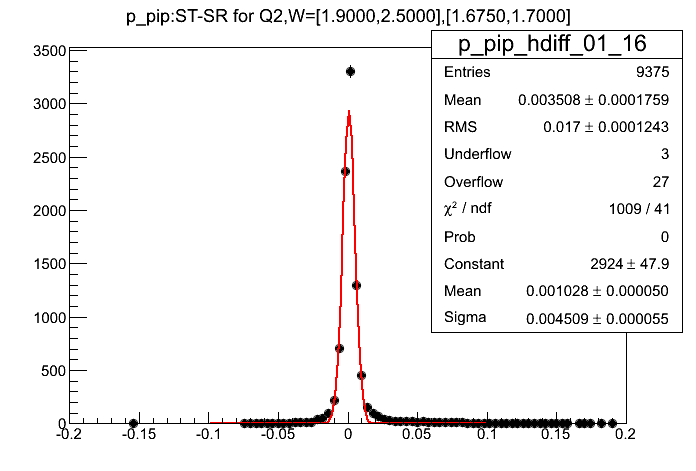 p_pip:ST-SR for Q2,W=[1.9000,2.5000],[1.6750,1.7000]
p_pip_hdiff_01_16
Entries 9375
Mean 0.003508 ± 0.0001759
RMS 0.017 ± 0.0001243
Underflow 3
Overflow 27
χ² / ndf 1009 / 41
Prob 0
Constant 2924 ± 47.9
Mean 0.001028 ± 0.000050
Sigma 0.004509 ± 0.000055
3500
3000
2500
2000
1500
1000
500
0
-0.2 -0.15 -0.1 -0.05 0 0.05 0.1 0.15 0.2